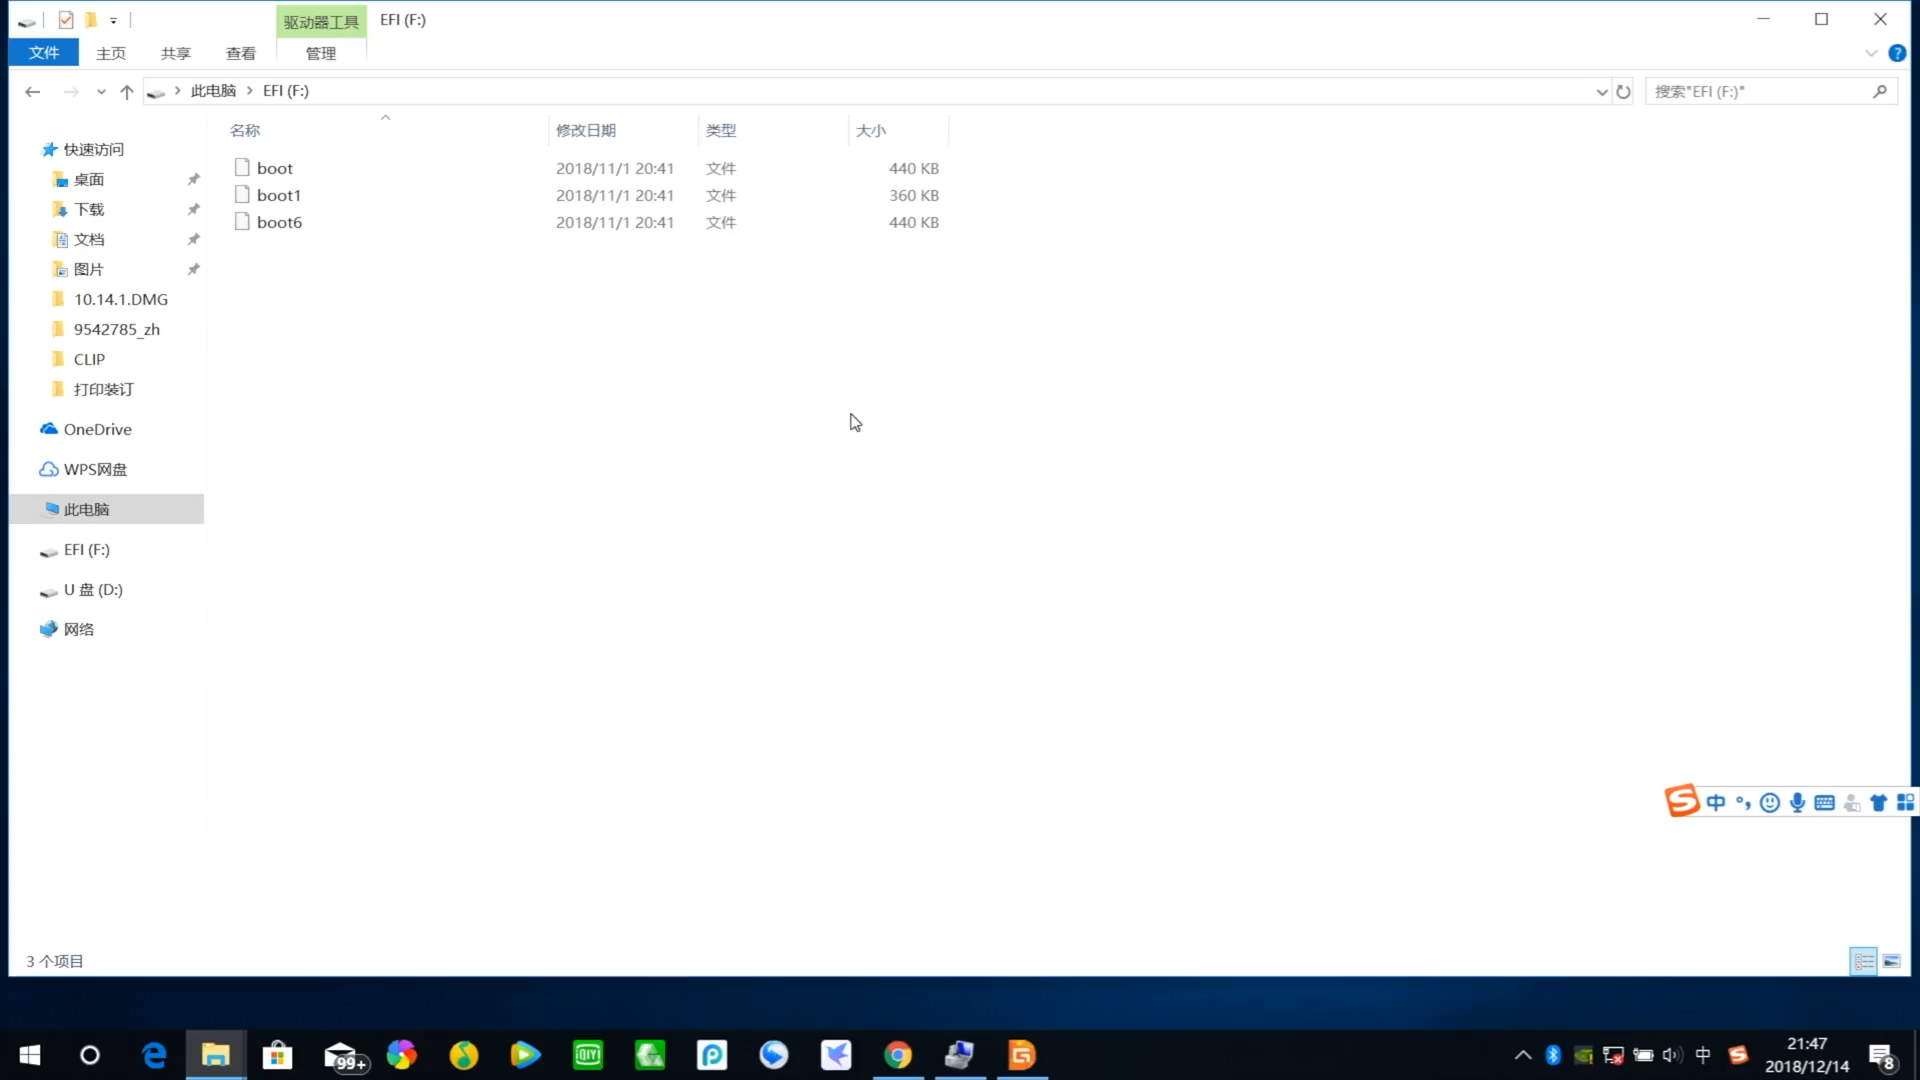 驱动器工具
EFI (F:)
文件
主页
共享
查看
管理
此电脑
EFI (F:)
搜索"EFI (F:)"
名称
修改日期
类型
大小
boot
2018/11/1 20:41
文件
440 KB
boot1
2018/11/1 20:41
文件
360 KB
boot6
2018/11/1 20:41
文件
440 KB
快速访问
桌面
下载
文档
图片
10.14.1.DMG
9542785_zh
CLIP
打印装订
OneDrive
WPS网盘
此电脑
EFI (F:)
U 盘 (D:)
网络
中
3 个项目
99+
中
21:47
2018/12/14
8